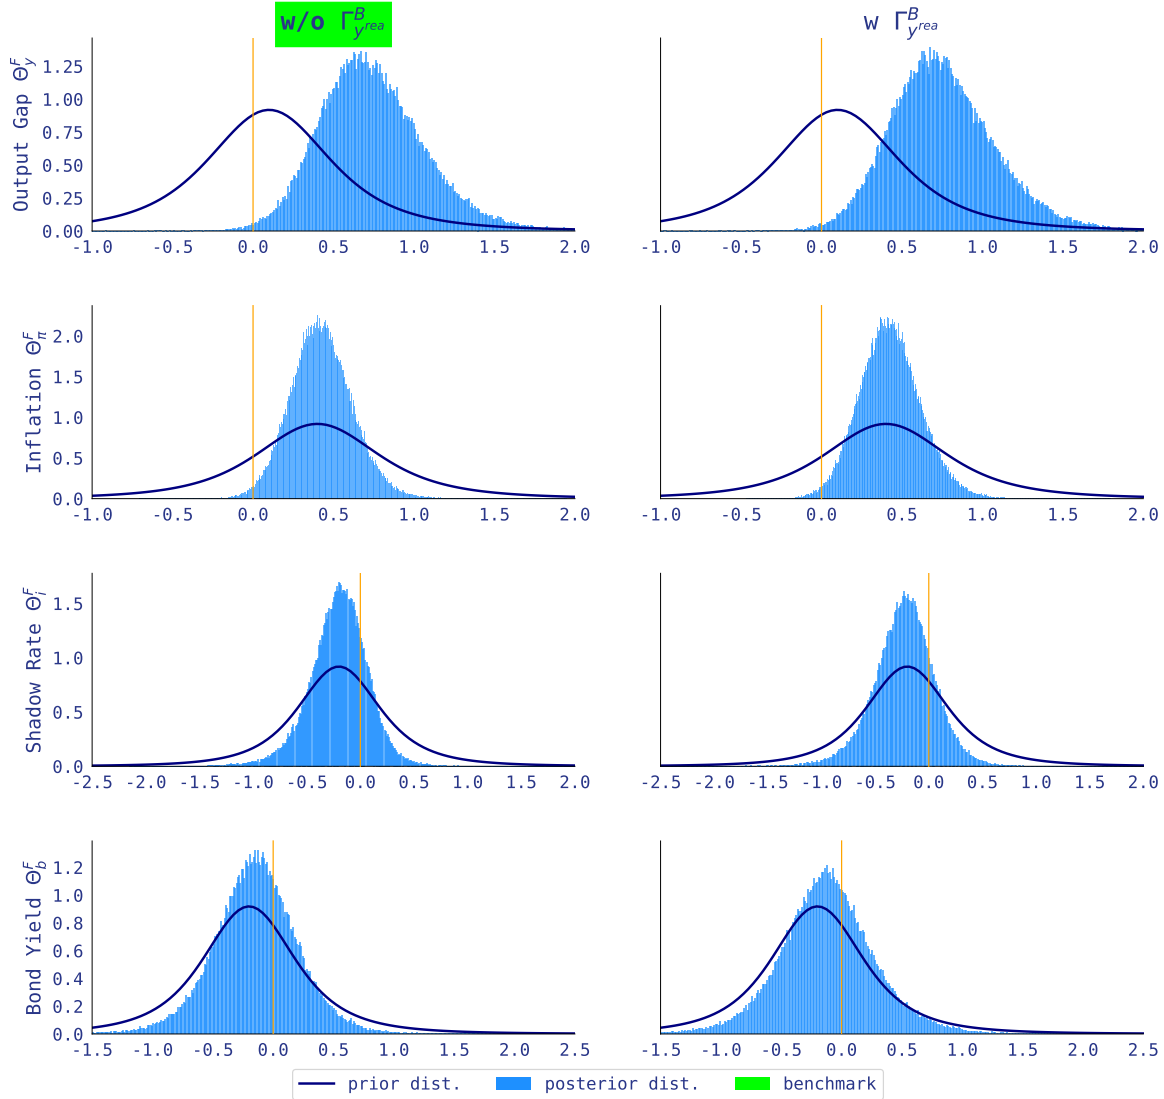 w/o Γ^B_{y^{rea}} w Γ^B_{y^{rea}}
Output Gap Θ^F_y
0.00 0.25 0.50 0.75 1.00 1.25
-1.0 -0.5 0.0 0.5 1.0 1.5 2.0
-1.0 -0.5 0.0 0.5 1.0 1.5 2.0
Inflation Θ^F_π
0.0 0.5 1.0 1.5 2.0
-1.0 -0.5 0.0 0.5 1.0 1.5 2.0
-1.0 -0.5 0.0 0.5 1.0 1.5 2.0
Shadow Rate Θ^F_i
0.0 0.5 1.0 1.5
-2.5 -2.0 -1.5 -1.0 -0.5 0.0 0.5 1.0 1.5 2.0
-2.5 -2.0 -1.5 -1.0 -0.5 0.0 0.5 1.0 1.5 2.0
Bond Yield Θ^F_b
0.0 0.2 0.4 0.6 0.8 1.0 1.2
-1.5 -1.0 -0.5 0.0 0.5 1.0 1.5 2.0 2.5
-1.5 -1.0 -0.5 0.0 0.5 1.0 1.5 2.0 2.5
prior dist. posterior dist. benchmark